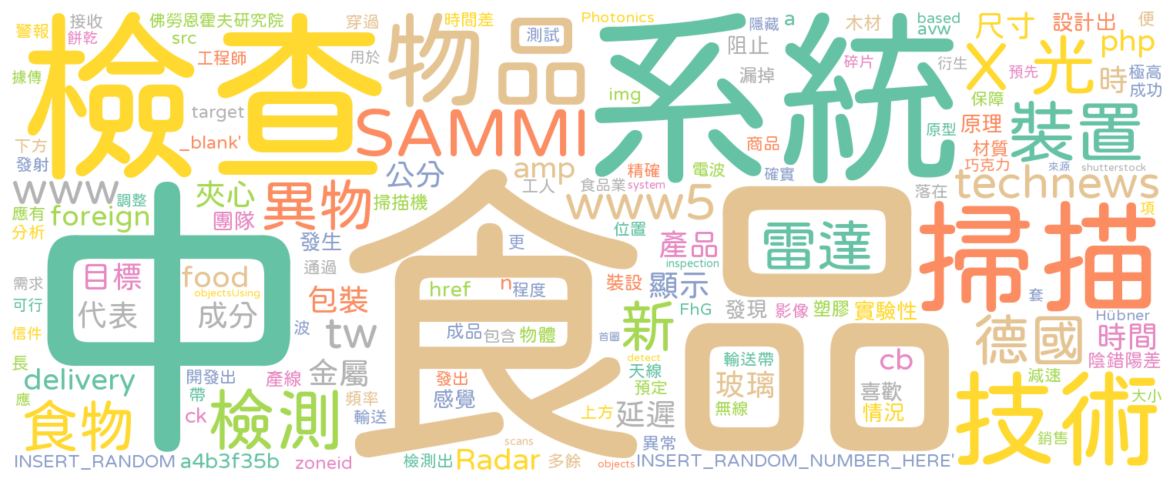 警報 接收 餅乾 佛勞恩霍夫研究院 src 穿過 時間差 Photonics 隱藏 a 木材 based avw 尺寸 設計出 便
據傳 檢查 工程師 用於 物品 測試 系統 阻止 碎片 衍生 X光 預先 php 時 極高 成功
target 漏掉 img 保障
下方 _blank' SAMMI 商品 原型 原理 裝置
發射 公分 amp 精確 電波 確實 材質 巧克力 來源 shutterstock
www 調整 夾心 異物 掃描機 工人 食品業 system 落在 technews 項
應有 foreign 團隊 www5 位置
分析 中 發生 更 食品 產品 雷達 掃描
需求 目標 food 通過 inspection
objectsUsing 包裝 href n 程度 裝設 顯示 套
可行 代表 成分 新 FhG 發現 影像 塑膠 實驗性 Hübner
信件 tw 波 成品 包含 物體 首圖 德國 時間
長 detect 輸送帶 cb 陰錯陽差
delivery 開發出 產線 金屬 發出 天線 玻璃 減速
應 帶 感覺 預定 喜歡 大小
食物 ck 檢測 頻率 輸送 上方 延遲 無線 情況 技術
異常 scans 銷售
INSERT_RANDOM a4b3f35b zoneid 檢測出 Radar 多餘 objects INSERT_RANDOM_NUMBER_HERE'